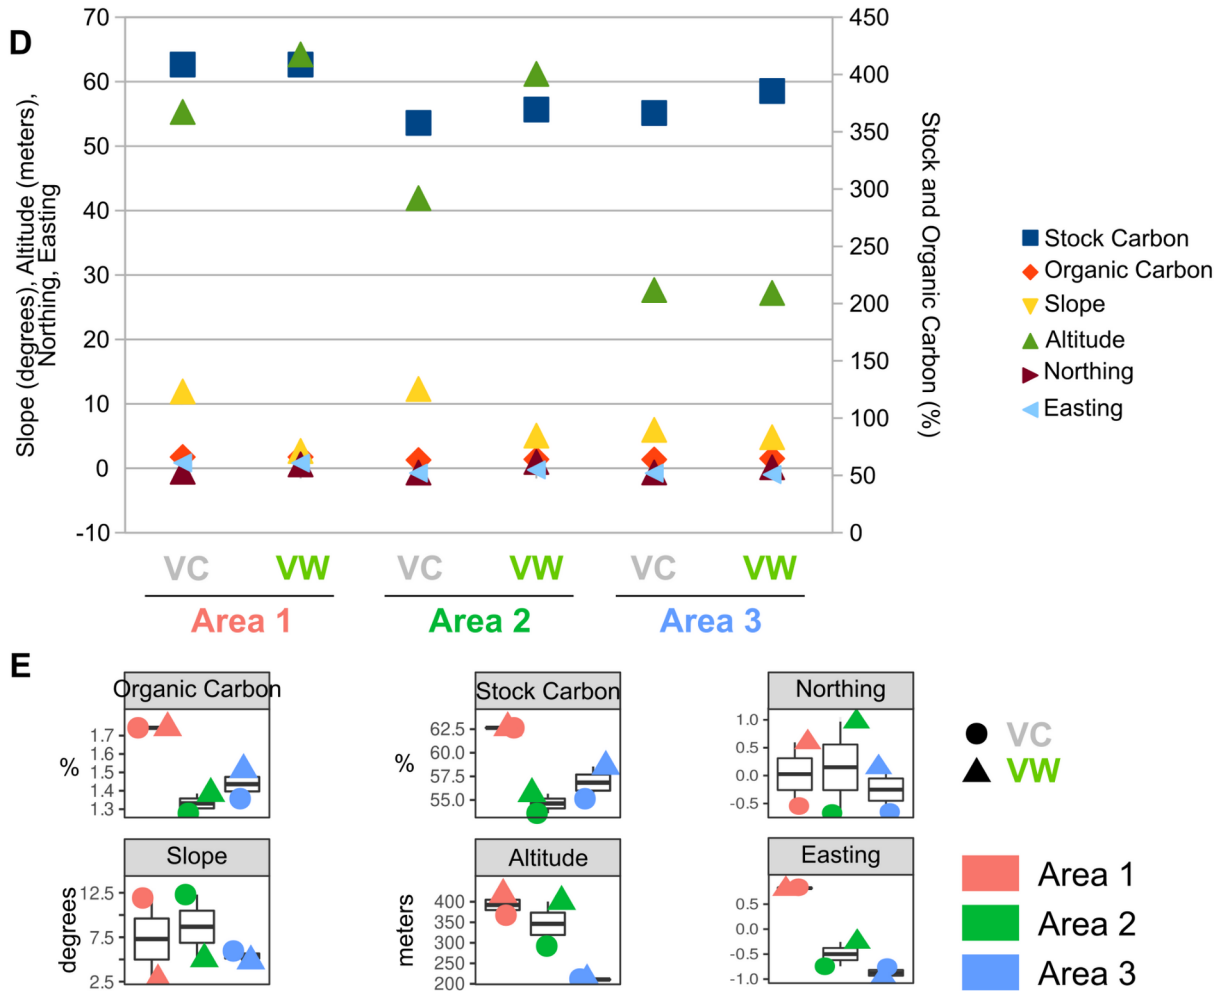 D
70
60
50
40
30
20
10
0
-10
Slope (degrees), Altitude (meters),
Northing, Easting
450
400
350
300
250
200
150
100
50
0
Stock and Organic Carbon (%)
Stock Carbon
Organic Carbon
Slope
Altitude
Northing
Easting
VC VW VC VW VC VW
Area 1 Area 2 Area 3
E
Organic Carbon
%
1.7
1.6
1.5
1.4
1.3
Stock Carbon
%
62.5
60.0
57.5
55.0
Northing
1.0
0.5
0.0
-0.5
VC
VW
Slope
degrees
12.5
7.5
2.5
Altitude
meters
400
350
300
250
200
Easting
0.5
0.0
-0.5
-1.0
Area 1
Area 2
Area 3